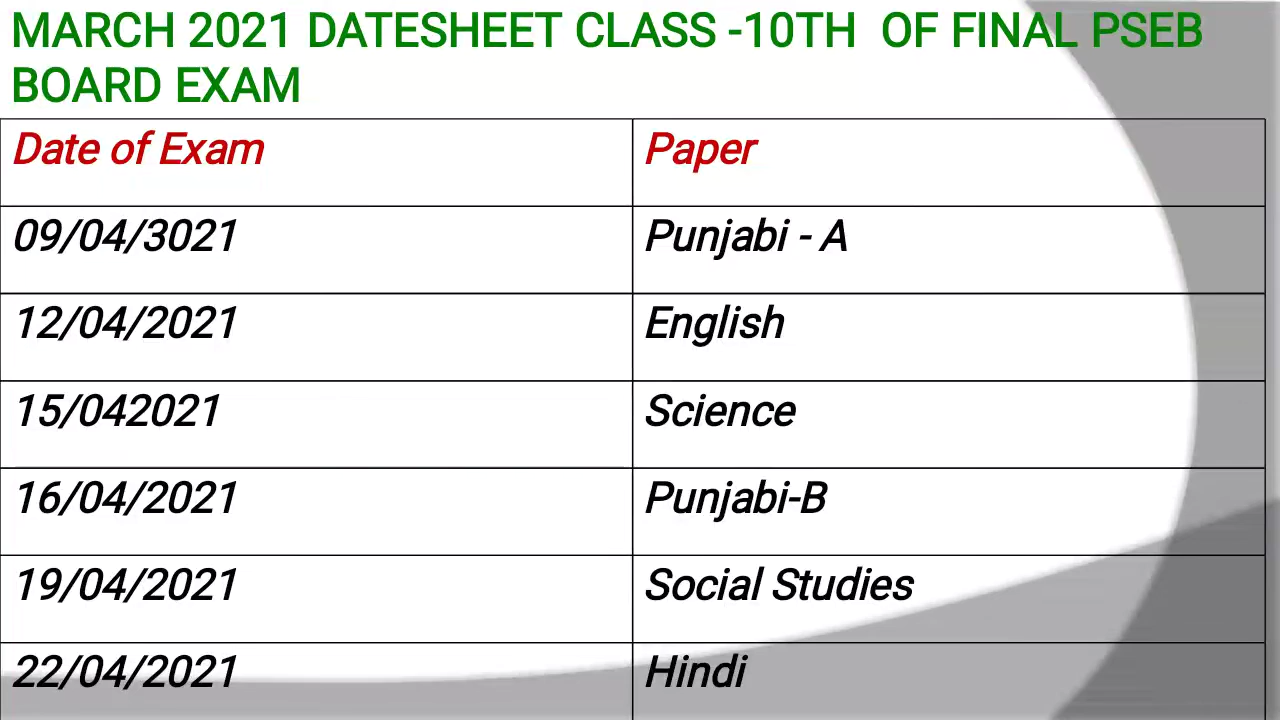 MARCH 2021 DATESHEET CLASS -10TH OF FINAL PSEB
BOARD EXAM
Date of Exam Paper
09/04/3021 Punjabi - A
12/04/2021 English
15/042021 Science
16/04/2021 Punjabi-B
19/04/2021 Social Studies
22/04/2021 Hindi